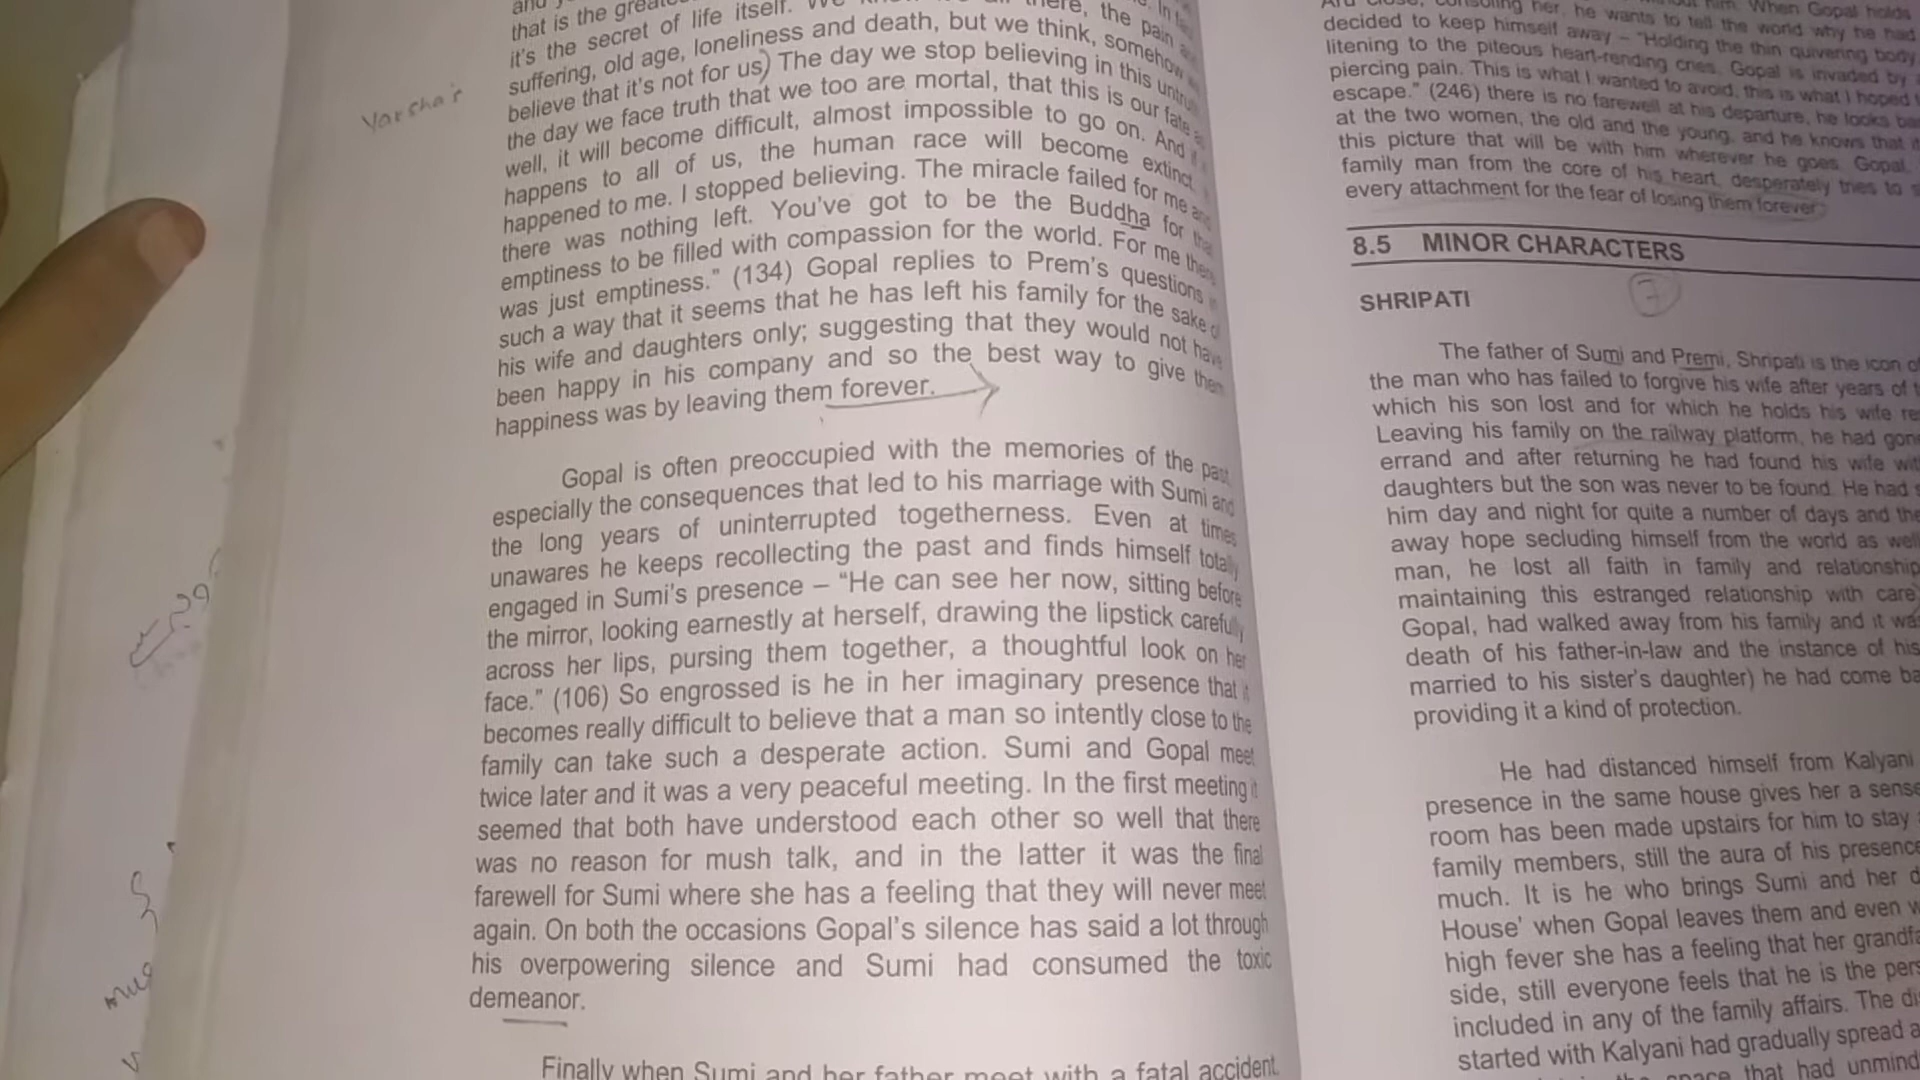 that is the
it's the secret of life itself.
there, the pain
suffering, old age, loneliness and death, but we think, somehow
believe that it's not for us) The day we stop believing in this
the day we face truth that we too are mortal, that this is our fate
well, it will become difficult, almost impossible to go on. And
happens to all of us, the human race will become extinct.
happened to me. I stopped believing. The miracle failed for me
there was nothing left. You've got to be the Buddha for
emptiness to be filled with compassion for the world. For me
was just emptiness." (134) Gopal replies to Prem's questions
such a way that it seems that he has left his family for the sake
his wife and daughters only; suggesting that they would not have
been happy in his company and so the best way to give them
happiness was by leaving them forever.
Gopal is often preoccupied with the memories of the past
especially the consequences that led to his marriage with Sumi and
the long years of uninterrupted togetherness. Even at times
unawares he keeps recollecting the past and finds himself totally
engaged in Sumi's presence – "He can see her now, sitting before
the mirror, looking earnestly at herself, drawing the lipstick carefully
across her lips, pursing them together, a thoughtful look on her
face." (106) So engrossed is he in her imaginary presence that
becomes really difficult to believe that a man so intently close to the
family can take such a desperate action. Sumi and Gopal meet
twice later and it was a very peaceful meeting. In the first meeting
seemed that both have understood each other so well that there
was no reason for mush talk, and in the latter it was the final
farewell for Sumi where she has a feeling that they will never meet
again. On both the occasions Gopal's silence has said a lot through
his overpowering silence and Sumi had consumed the toxic
demeanor.
Finally when Sumi and her father meet with a fatal accident
consoling her, he wants to tell the world why he had
decided to keep himself away – "Holding the thin quivering body
litening to the piteous heart-rending cries, Gopal is invaded by
piercing pain. This is what I wanted to avoid, this is what I hoped
escape." (246) there is no farewell at his departure, he looks
at the two women, the old and the young, and he knows that
this picture that will be with him wherever he goes. Gopal,
family man from the core of his heart, desperately tries to
every attachment for the fear of losing them forever
8.5 MINOR CHARACTERS
7
SHRIPATI
The father of Sumi and Premi, Shripati is the icon of
the man who has failed to forgive his wife after years of
which his son lost and for which he holds his wife
Leaving his family on the railway platform, he had
errand and after returning he had found his wife
daughters but the son was never to be found. He had
him day and night for quite a number of days and
away hope secluding himself from the world as well
man, he lost all faith in family and
maintaining this estranged relationship with care
Gopal, had walked away from his family and it
death of his father-in-law and the instance of his
married to his sister's daughter) he had come
providing it a kind of protection.
He had distanced himself from Kalyani
presence in the same house gives her a
room has been made upstairs for him to stay
family members, still the aura of his presence
much. It is he who brings Sumi and her
House' when Gopal leaves them and even
high fever she has a feeling that her
side, still everyone feels that he is the
included in any of the family affairs. The
started with Kalyani had gradually spread
space that had